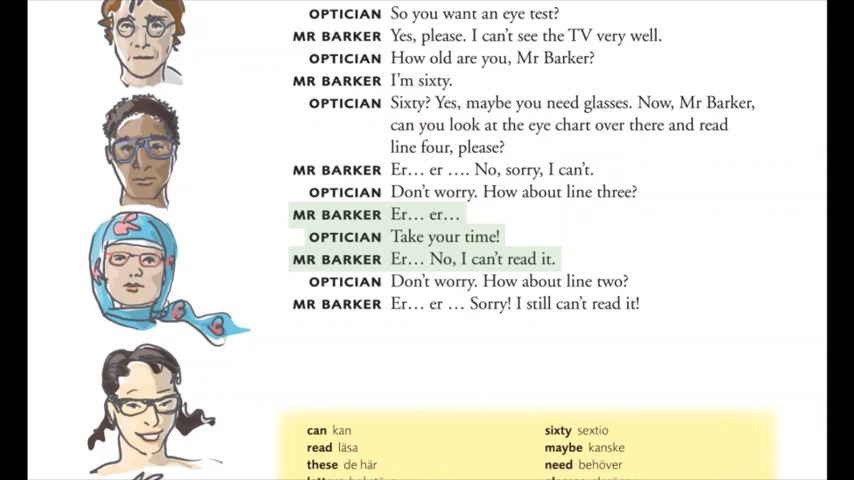 OPTICIAN So you want an eye test?
MR BARKER Yes, please. I can't see the TV very well.
OPTICIAN How old are you, Mr Barker?
MR BARKER I'm sixty.
OPTICIAN Sixty? Yes, maybe you need glasses. Now, Mr Barker,
can you look at the eye chart over there and read
line four, please?
MR BARKER Er… er …. No, sorry, I can't.
OPTICIAN Don't worry. How about line three?
MR BARKER Er… er…
OPTICIAN Take your time!
MR BARKER Er… No, I can't read it.
OPTICIAN Don't worry. How about line two?
MR BARKER Er… er … Sorry! I still can't read it!
can kan
read läsa
these de här
sixty sextio
maybe kanske
need behöver